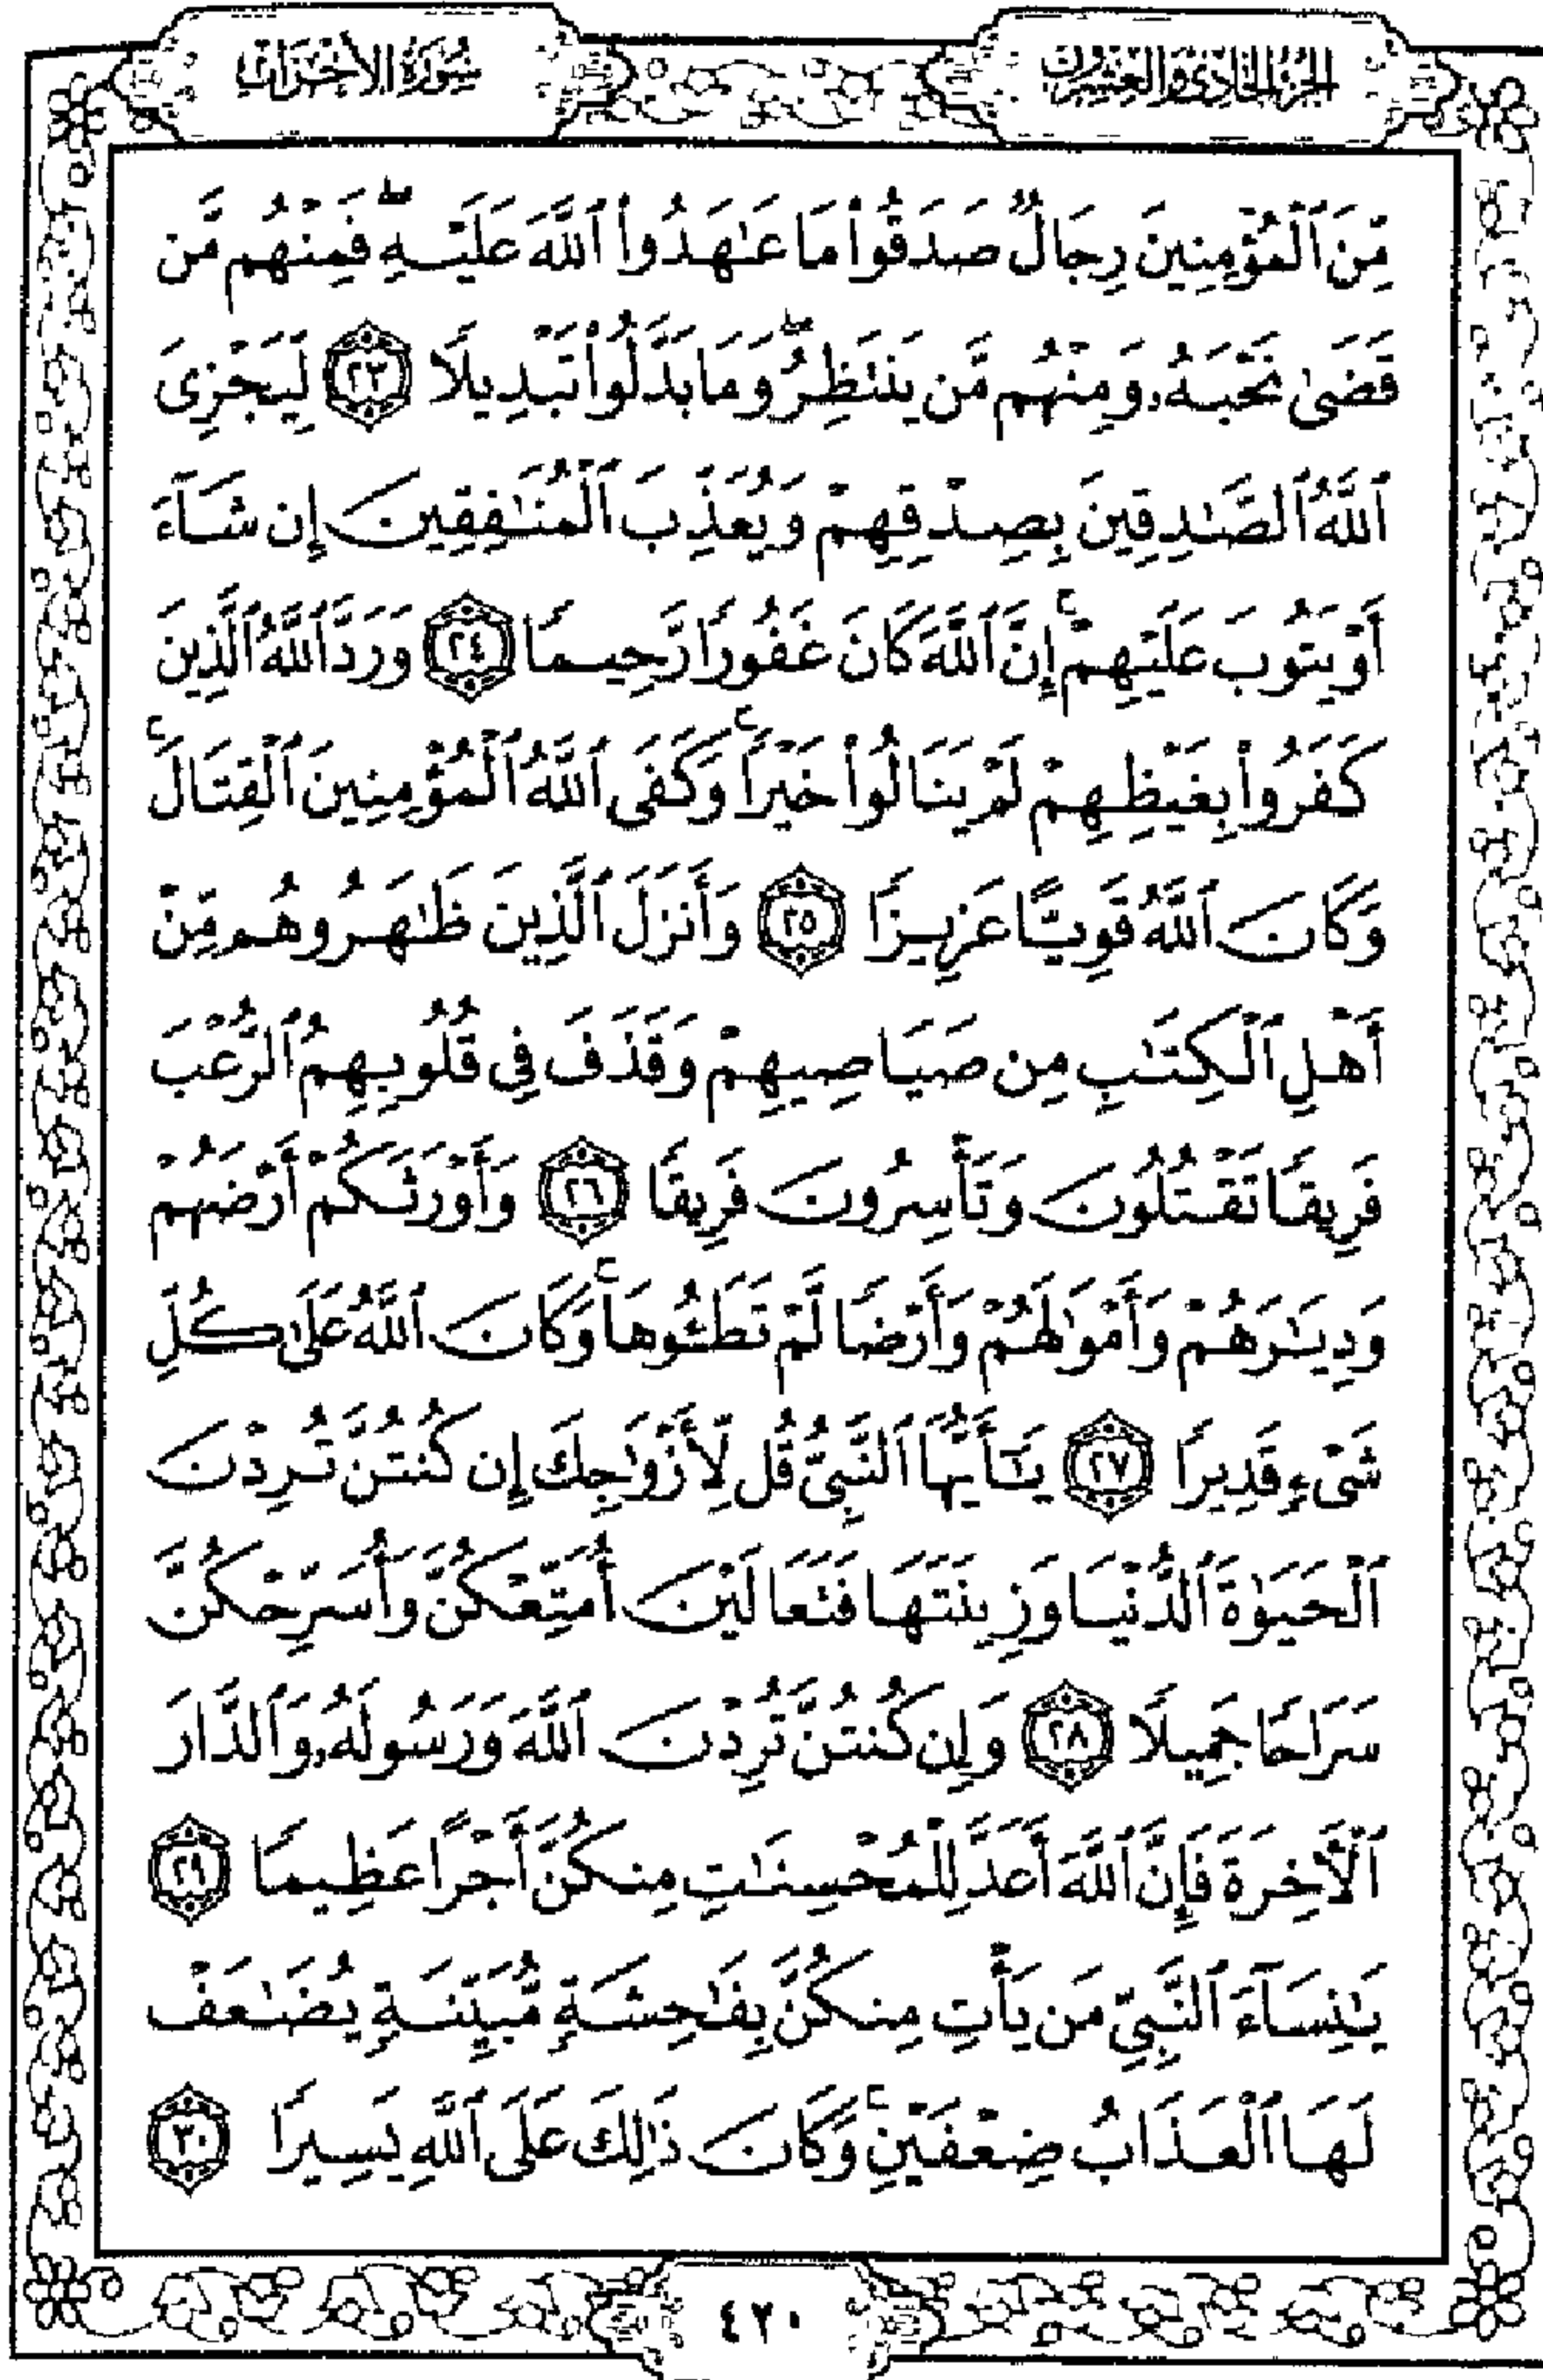 الجزء الحادي والعشرون
سورة الأحزاب
مِّنَ ٱلْمُؤْمِنِينَ رِجَالٌ صَدَقُوا۟ مَا عَـٰهَدُوا۟ ٱللَّهَ عَلَيْهِ ۖ فَمِنْهُم مَّن
قَضَىٰ نَحْبَهُۥ وَمِنْهُم مَّن يَنتَظِرُ ۖ وَمَا بَدَّلُوا۟ تَبْدِيلًا ٢٣ لِّيَجْزِىَ
ٱللَّهُ ٱلصَّـٰدِقِينَ بِصِدْقِهِمْ وَيُعَذِّبَ ٱلْمُنَـٰفِقِينَ إِن شَآءَ
أَوْ يَتُوبَ عَلَيْهِمْ ۚ إِنَّ ٱللَّهَ كَانَ غَفُورًا رَّحِيمًا ٢٤ وَرَدَّ ٱللَّهُ ٱلَّذِينَ
كَفَرُوا۟ بِغَيْظِهِمْ لَمْ يَنَالُوا۟ خَيْرًا ۚ وَكَفَى ٱللَّهُ ٱلْمُؤْمِنِينَ ٱلْقِتَالَ ۚ
وَكَانَ ٱللَّهُ قَوِيًّا عَزِيزًا ٢٥ وَأَنزَلَ ٱلَّذِينَ ظَـٰهَرُوهُم مِّنْ
أَهْلِ ٱلْكِتَـٰبِ مِن صَيَاصِيهِمْ وَقَذَفَ فِى قُلُوبِهِمُ ٱلرُّعْبَ
فَرِيقًا تَقْتُلُونَ وَتَأْسِرُونَ فَرِيقًا ٢٦ وَأَوْرَثَكُمْ أَرْضَهُمْ
وَدِيَـٰرَهُمْ وَأَمْوَٰلَهُمْ وَأَرْضًا لَّمْ تَطَـُٔوهَا ۚ وَكَانَ ٱللَّهُ عَلَىٰ كُلِّ
شَىْءٍ قَدِيرًا ٢٧ يَـٰٓأَيُّهَا ٱلنَّبِىُّ قُل لِّأَزْوَٰجِكَ إِن كُنتُنَّ تُرِدْنَ
ٱلْحَيَوٰةَ ٱلدُّنْيَا وَزِينَتَهَا فَتَعَالَيْنَ أُمَتِّعْكُنَّ وَأُسَرِّحْكُنَّ
سَرَاحًا جَمِيلًا ٢٨ وَإِن كُنتُنَّ تُرِدْنَ ٱللَّهَ وَرَسُولَهُۥ وَٱلدَّارَ
ٱلْـَٔاخِرَةَ فَإِنَّ ٱللَّهَ أَعَدَّ لِلْمُحْسِنَـٰتِ مِنكُنَّ أَجْرًا عَظِيمًا ٢٩
يَـٰنِسَآءَ ٱلنَّبِىِّ مَن يَأْتِ مِنكُنَّ بِفَـٰحِشَةٍ مُّبَيِّنَةٍ يُضَـٰعَفْ
لَهَا ٱلْعَذَابُ ضِعْفَيْنِ ۚ وَكَانَ ذَٰلِكَ عَلَى ٱللَّهِ يَسِيرًا ٣٠
٤٢٠